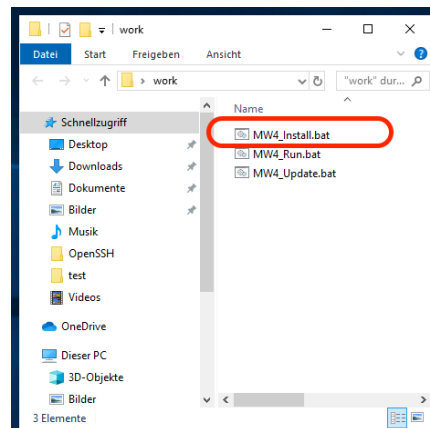 work
Datei Start Freigeben Ansicht
work "work" dur...
Name
Schnellzugriff
Desktop
Downloads
Dokumente
Bilder
Musik
OpenSSH
test
Videos
OneDrive
Dieser PC
3D-Objekte
Bilder
MW4_Install.bat
MW4_Run.bat
MW4_Update.bat
3 Elemente